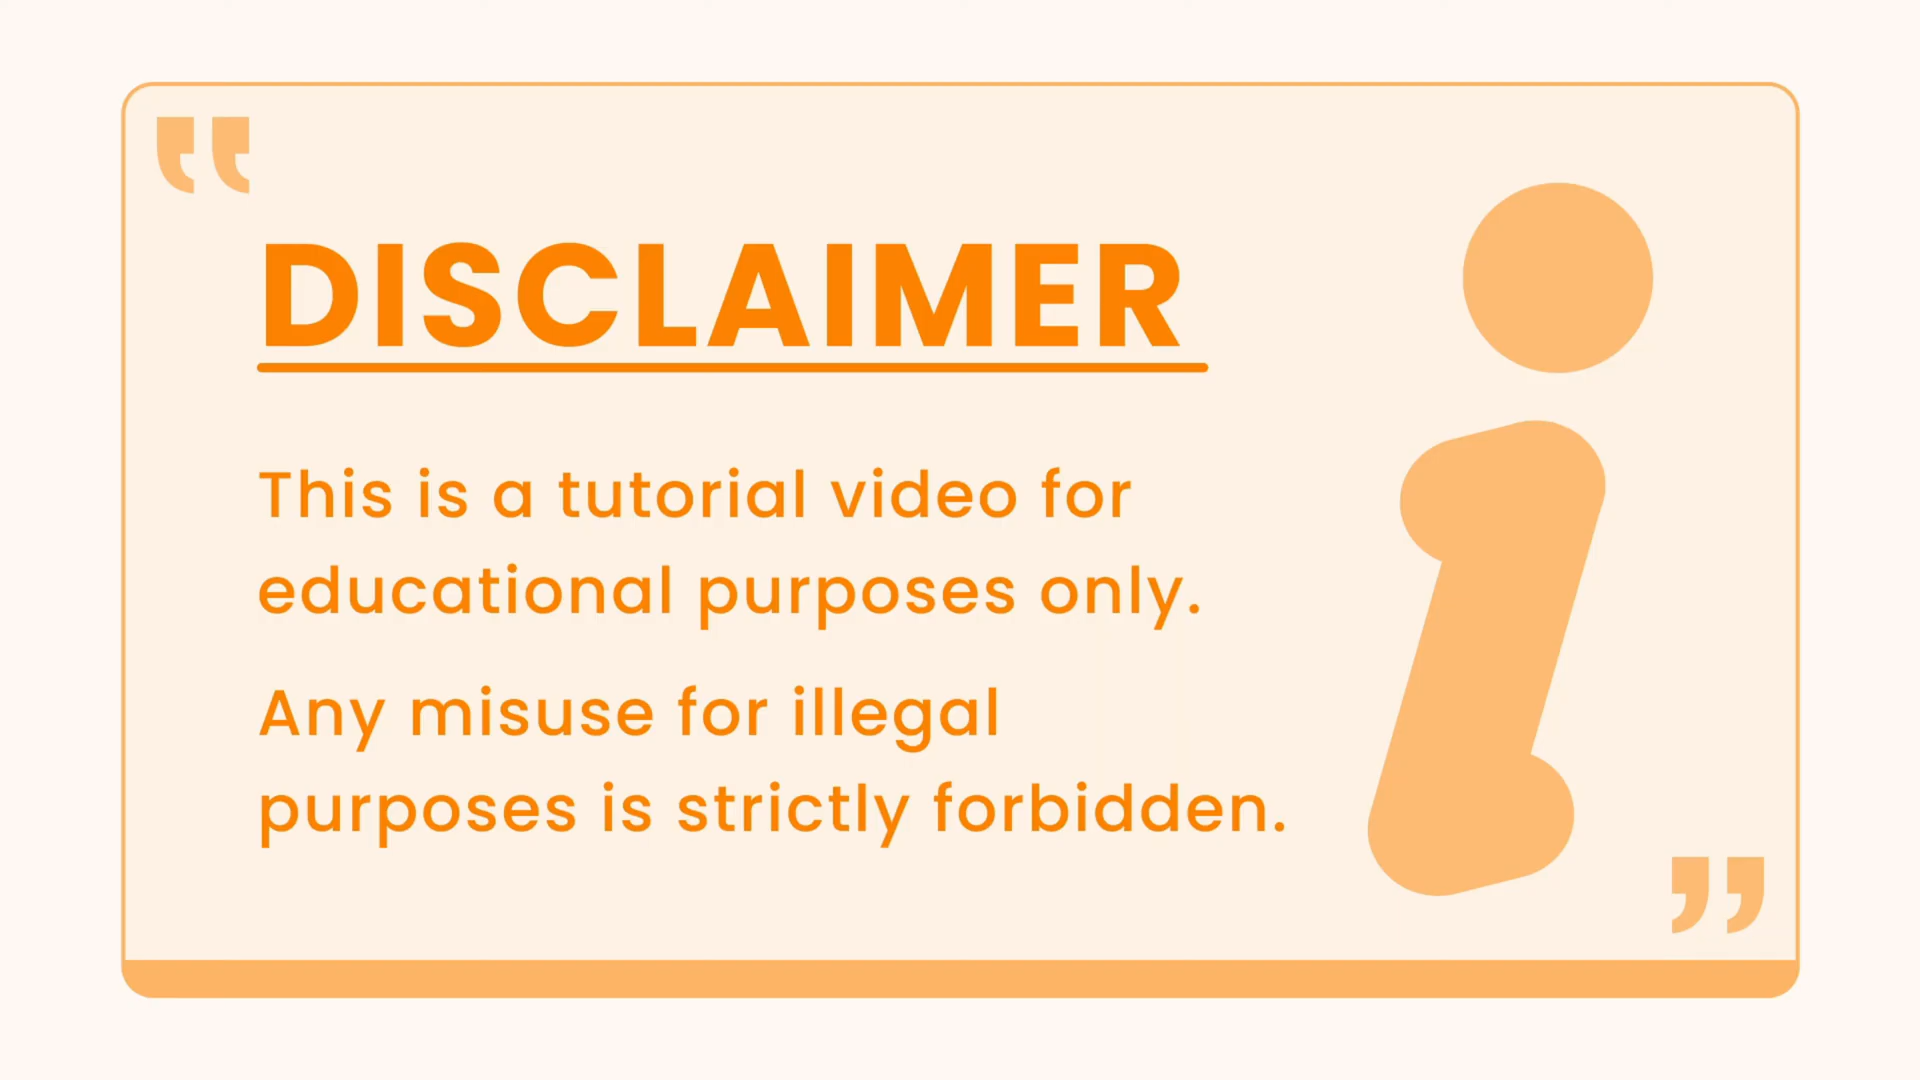 DISCLAIMER
This is a tutorial video for
educational purposes only.
Any misuse for illegal
purposes is strictly forbidden.